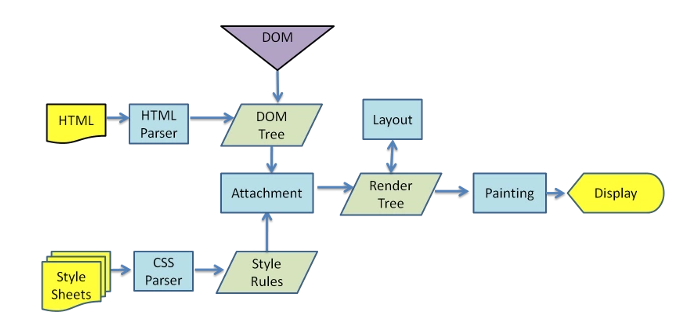 DOM
HTML
HTML
Parser
DOM
Tree
Layout
Attachment
Render
Tree
Painting
Display
Style
Sheets
CSS
Parser
Style
Rules